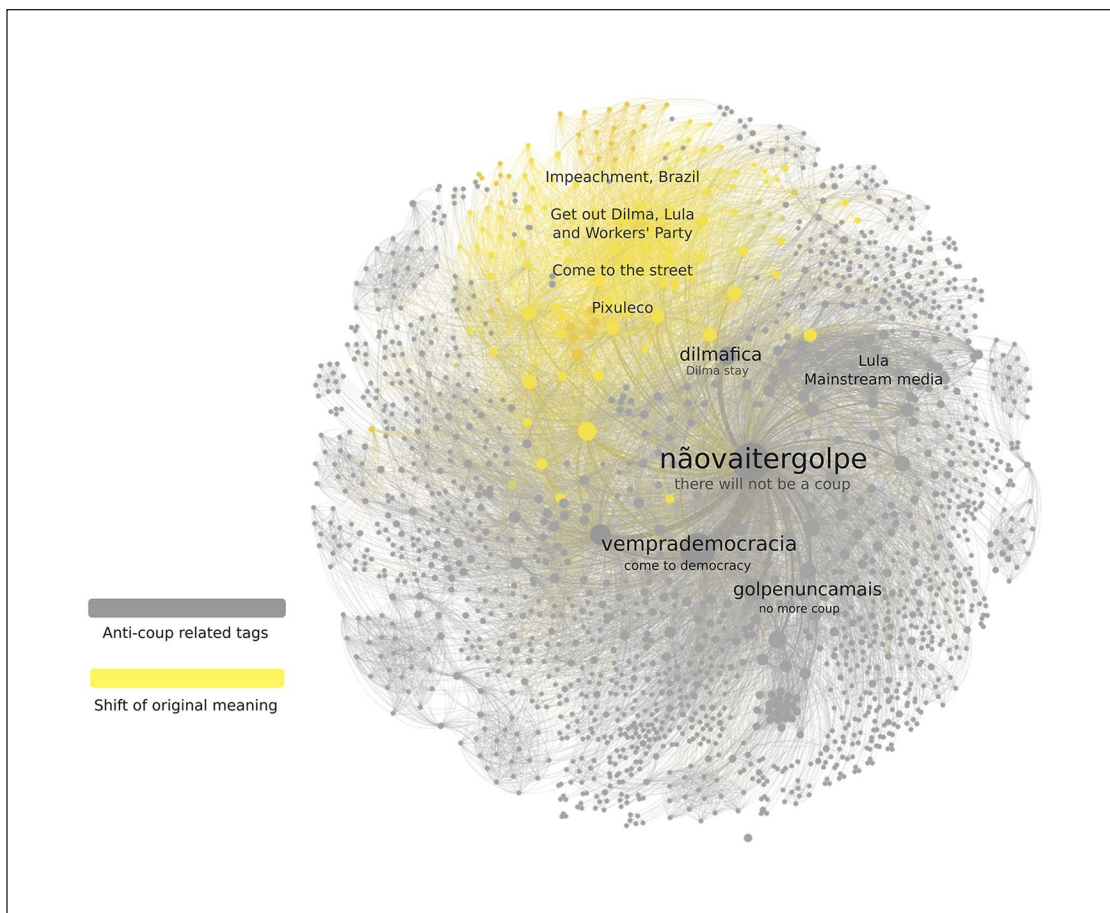 Impeachment, Brazil
Get out Dilma, Lula
and Workers' Party
Come to the street
Pixuleco
dilmafica
Dilma stay
Lula
Mainstream media
nãovaitergolpe
there will not be a coup
vemprademocracia
come to democracy
golpenuncamais
no more coup
Anti-coup related tags
Shift of original meaning